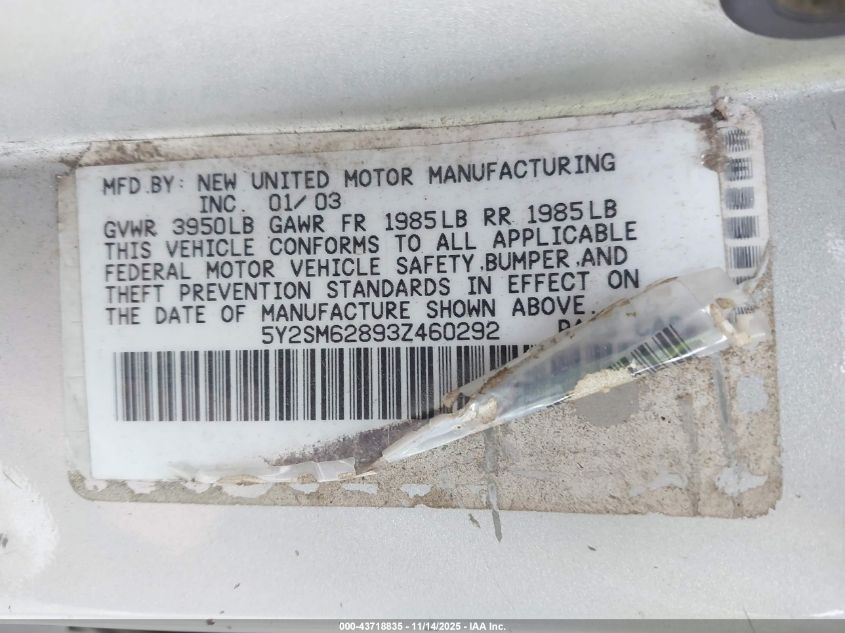 MFD.BY: NEW UNITED MOTOR MANUFACTURING
INC. 01/03
GVWR 3950LB GAWR FR 1985LB RR 1985LB
THIS VEHICLE CONFORMS TO ALL APPLICABLE
FEDERAL MOTOR VEHICLE SAFETY,BUMPER,AND
THEFT PREVENTION STANDARDS IN EFFECT ON
THE DATE OF MANUFACTURE SHOWN ABOVE.
5Y2SM62893Z460292
000-43718835 - 11/14/2025 - IAA Inc.